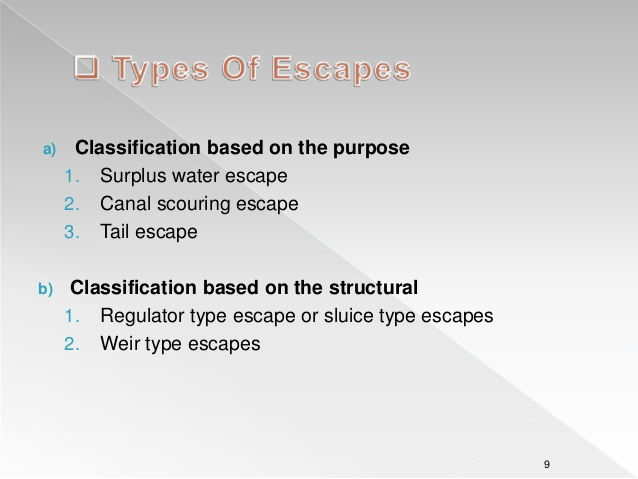 ❑ Types Of Escapes
a) Classification based on the purpose
1. Surplus water escape
2. Canal scouring escape
3. Tail escape
b) Classification based on the structural
1. Regulator type escape or sluice type escapes
2. Weir type escapes
9